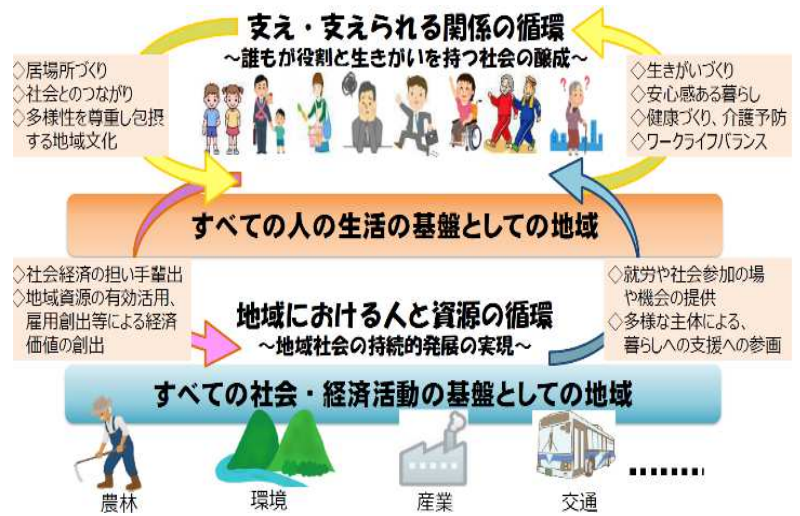 支え・支えられる関係の循環
～誰もが役割と生きがいを持つ社会の醸成～
◇居場所づくり
◇社会とのつながり
◇多様性を尊重し包摂
する地域文化
◇生きがいづくり
◇安心感ある暮らし
◇健康づくり、介護予防
◇ワークライフバランス
すべての人の生活の基盤としての地域
◇社会経済の担い手輩出
◇地域資源の有効活用、
雇用創出等による経済
価値の創出
地域における人と資源の循環
～地域社会の持続的発展の実現～
◇就労や社会参加の場
や機会の提供
◇多様な主体による、
暮らしへの支援への参画
すべての社会・経済活動の基盤としての地域
農林
環境
産業
交通